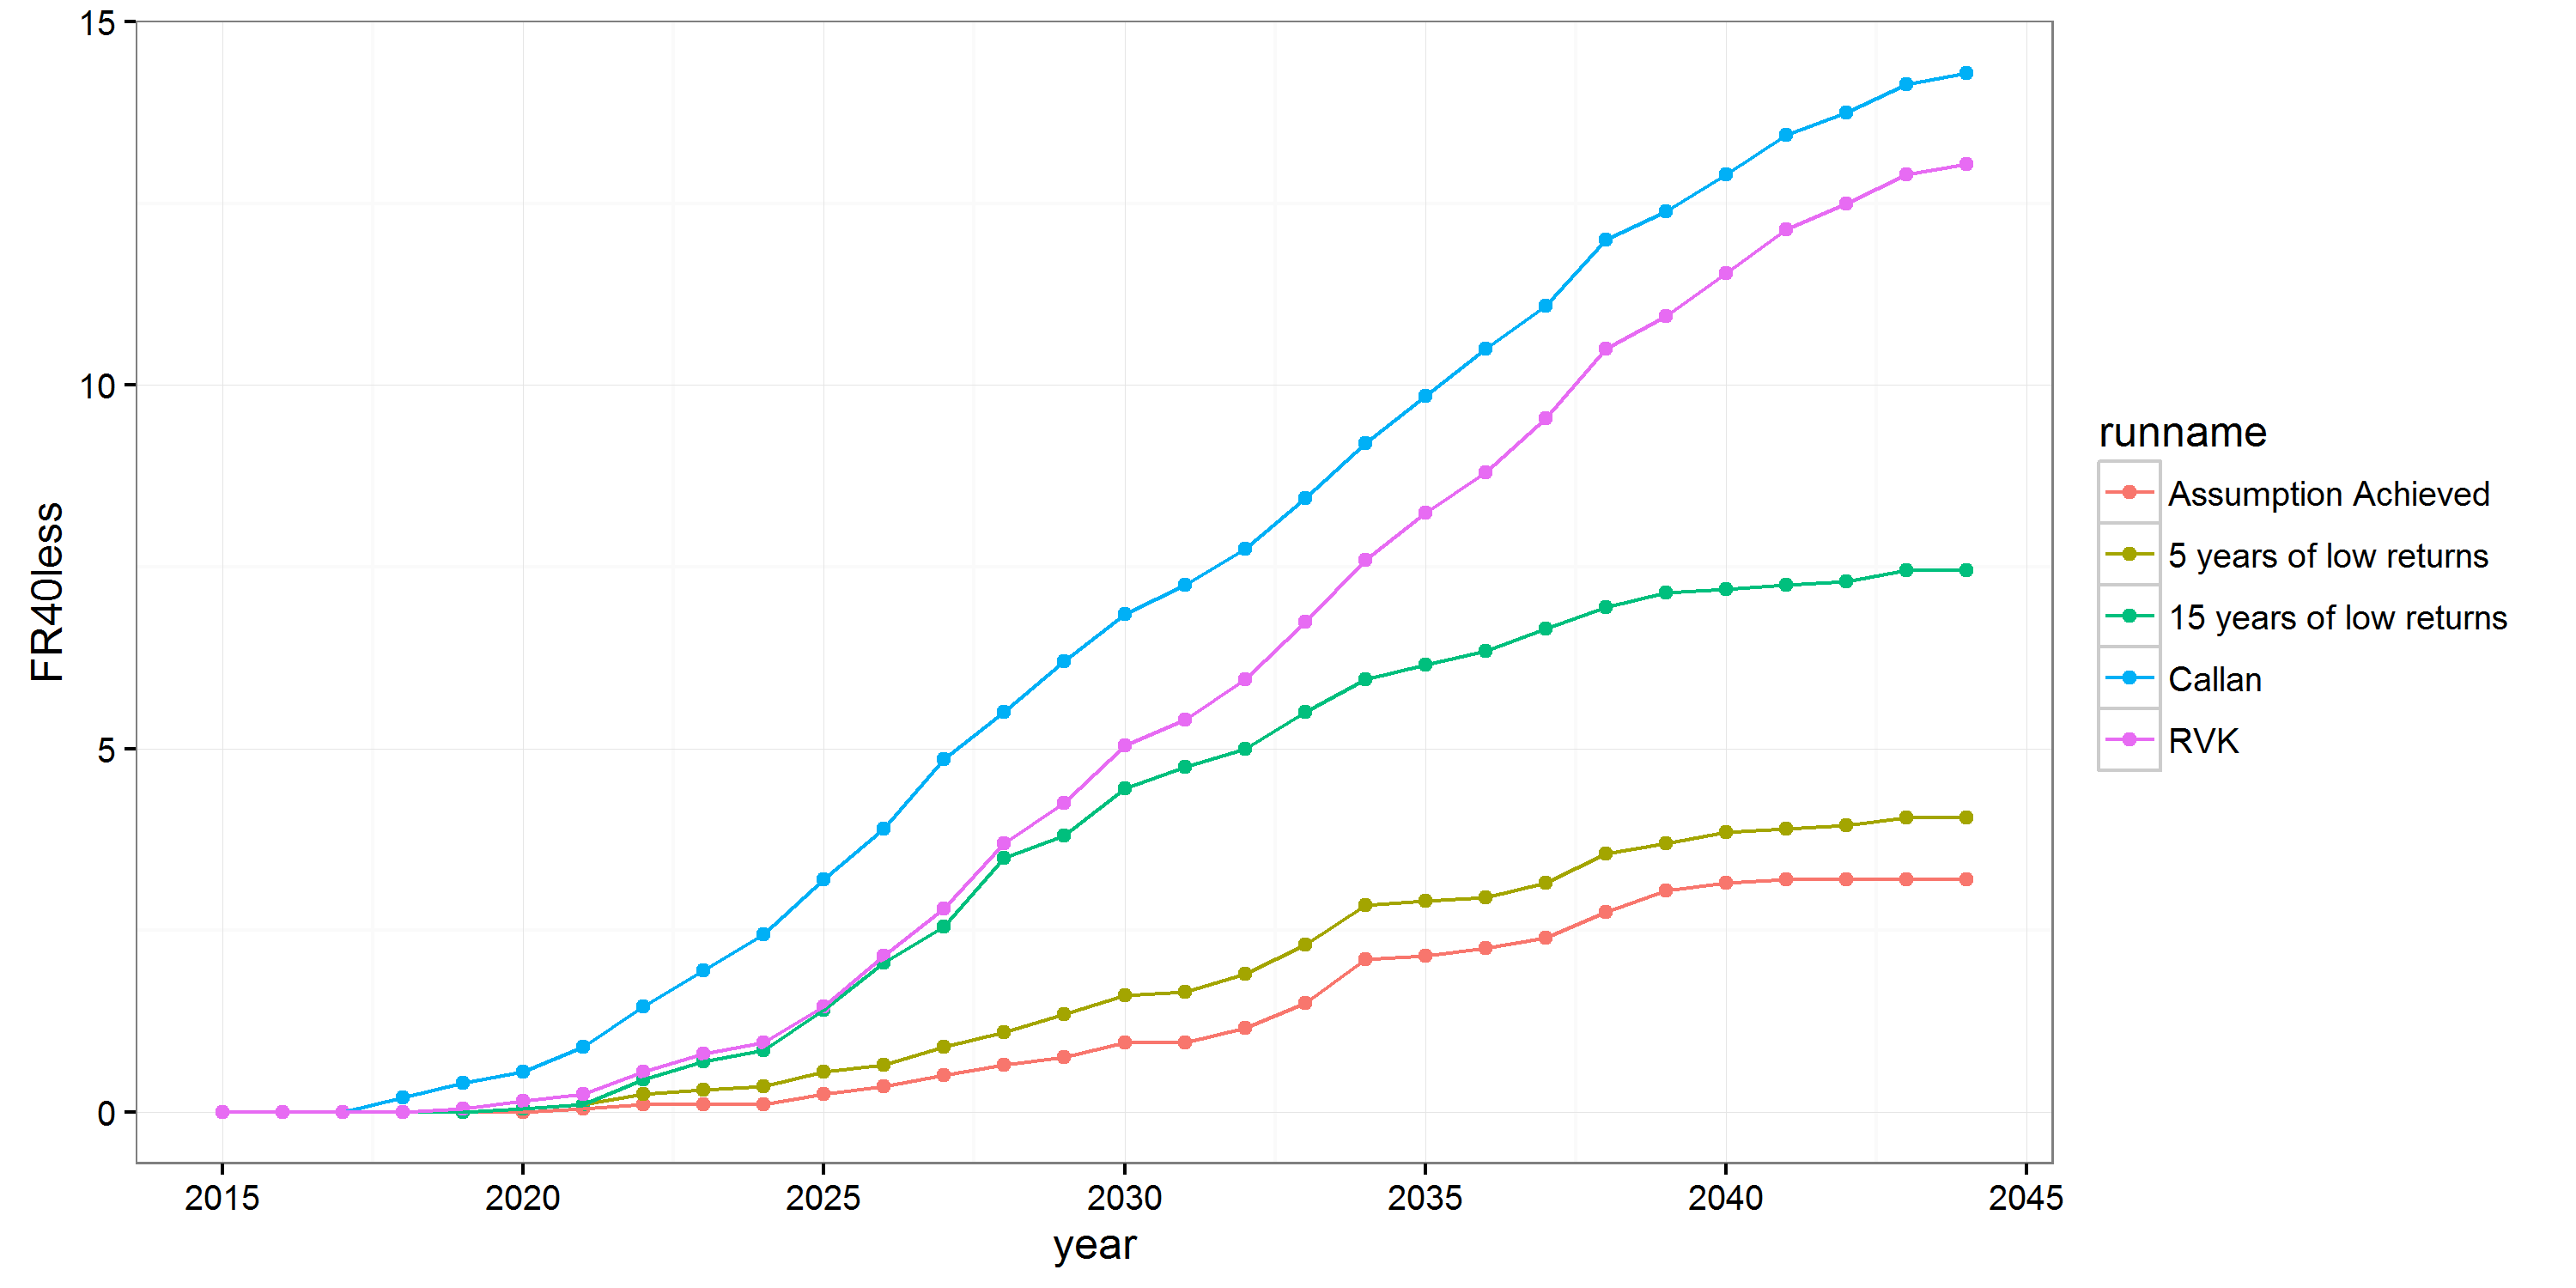 15
10
5
0
FR40less
2015 2020 2025 2030 2035 2040 2045
year
runname
Assumption Achieved
5 years of low returns
15 years of low returns
Callan
RVK